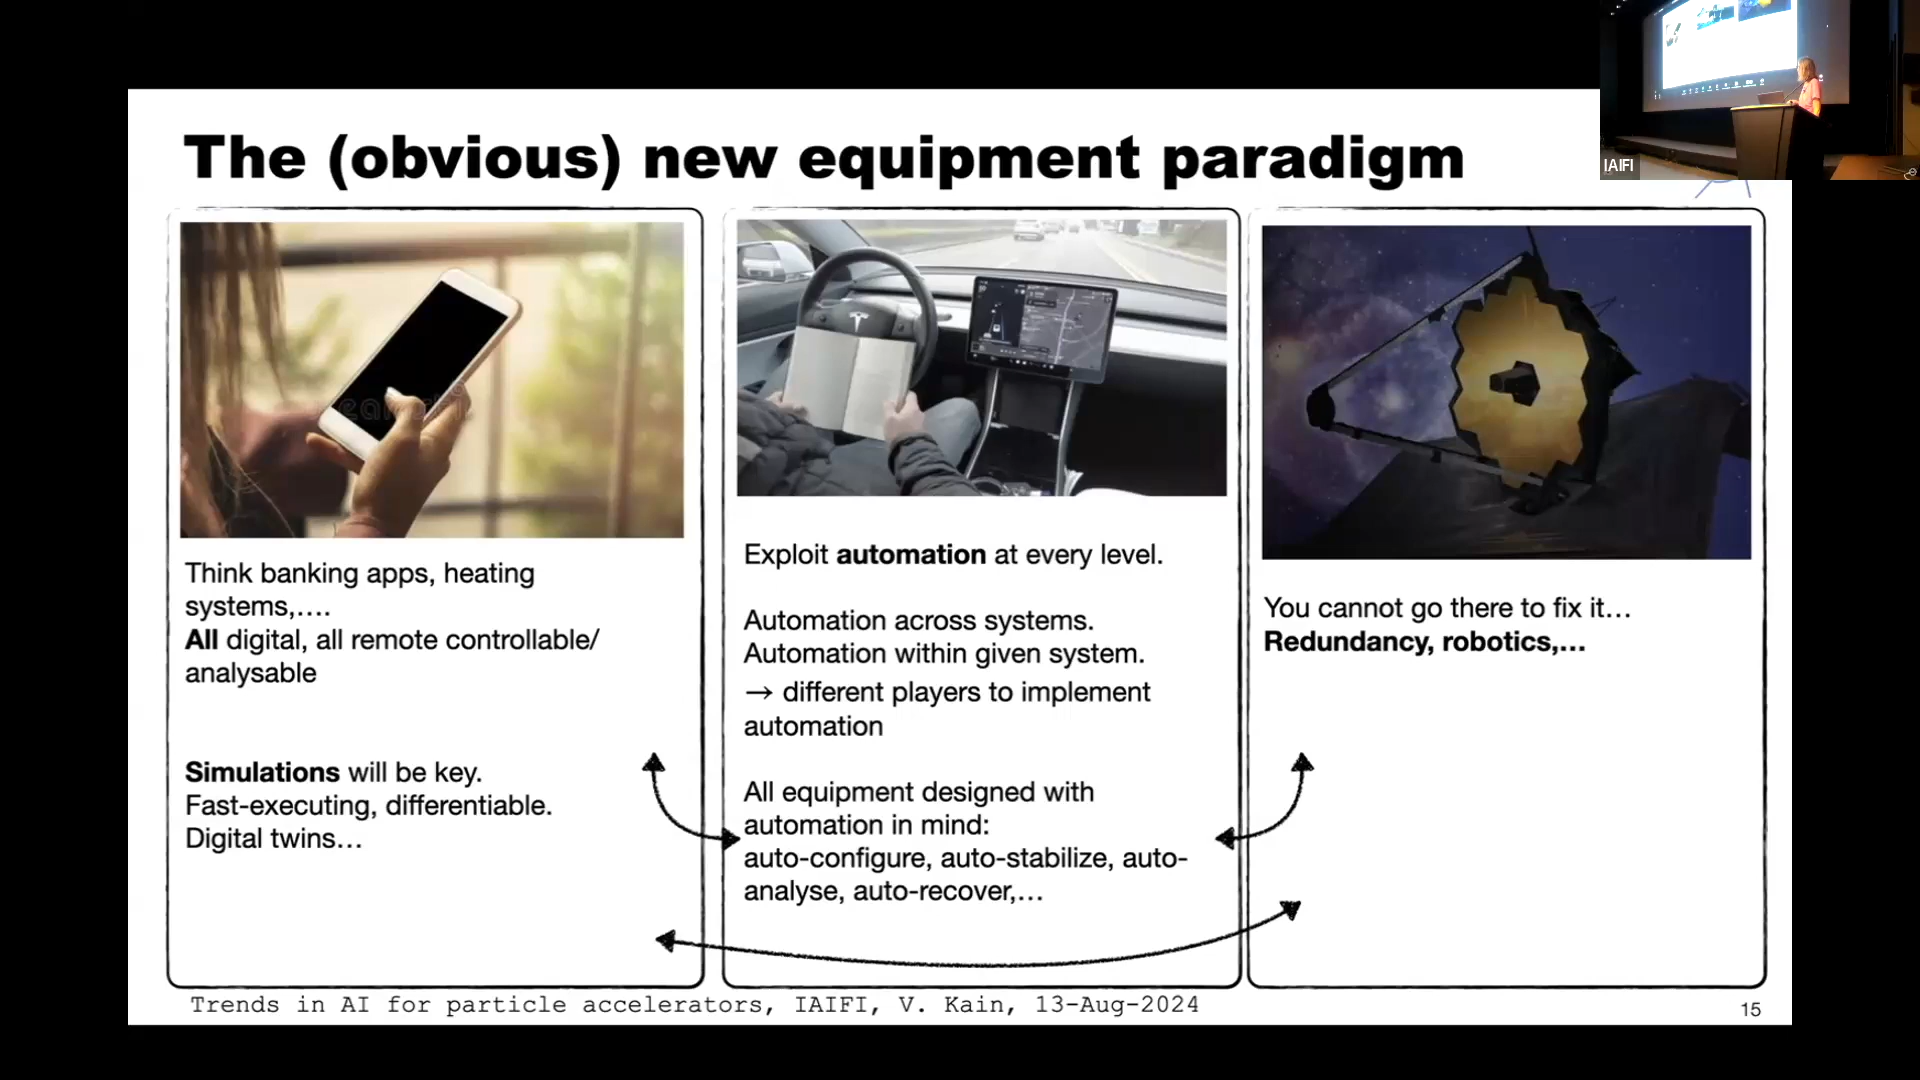 The (obvious) new equipment paradigm
IAIFI
Think banking apps, heating
systems,....
All digital, all remote controllable/
analysable
Simulations will be key.
Fast-executing, differentiable.
Digital twins...
Exploit automation at every level.
Automation across systems.
Automation within given system.
→ different players to implement
automation
All equipment designed with
automation in mind:
auto-configure, auto-stabilize, auto-
analyse, auto-recover,...
You cannot go there to fix it...
Redundancy, robotics,...
Trends in AI for particle accelerators, IAIFI, V. Kain, 13-Aug-2024
15